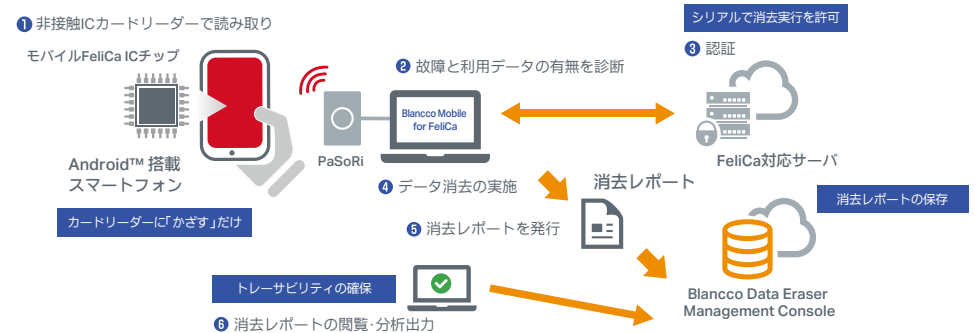 ❶ 非接触ICカードリーダーで読み取り
モバイルFeliCa ICチップ
Android™ 搭載
スマートフォン
カードリーダーに「かざす」だけ
PaSoRi
❷ 故障と利用データの有無を診断
Blancco Mobile
for FeliCa
シリアルで消去実行を許可
❸ 認証
FeliCa対応サーバ
❹ データ消去の実施
消去レポート
❺ 消去レポートを発行
消去レポートの保存
Blancco Data Eraser
Management Console
トレーサビリティの確保
❻ 消去レポートの閲覧·分析出力